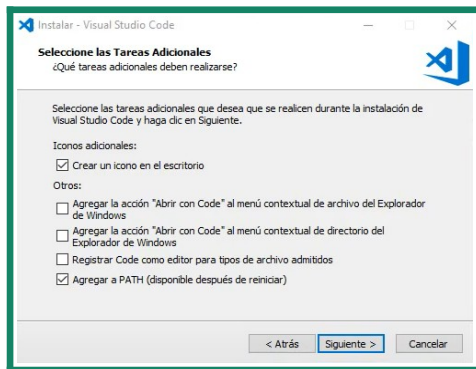 Instalar - Visual Studio Code
Seleccione las Tareas Adicionales
¿Qué tareas adicionales deben realizarse?
Seleccione las tareas adicionales que desea que se realicen durante la instalación de
Visual Studio Code y haga clic en Siguiente.
Iconos adicionales:
Crear un icono en el escritorio
Otros:
Agregar la acción "Abrir con Code" al menú contextual de archivo del Explorador
de Windows
Agregar la acción "Abrir con Code" al menú contextual de directorio del
Explorador de Windows
Registrar Code como editor para tipos de archivo admitidos
Agregar a PATH (disponible después de reiniciar)
< Atrás Siguiente > Cancelar